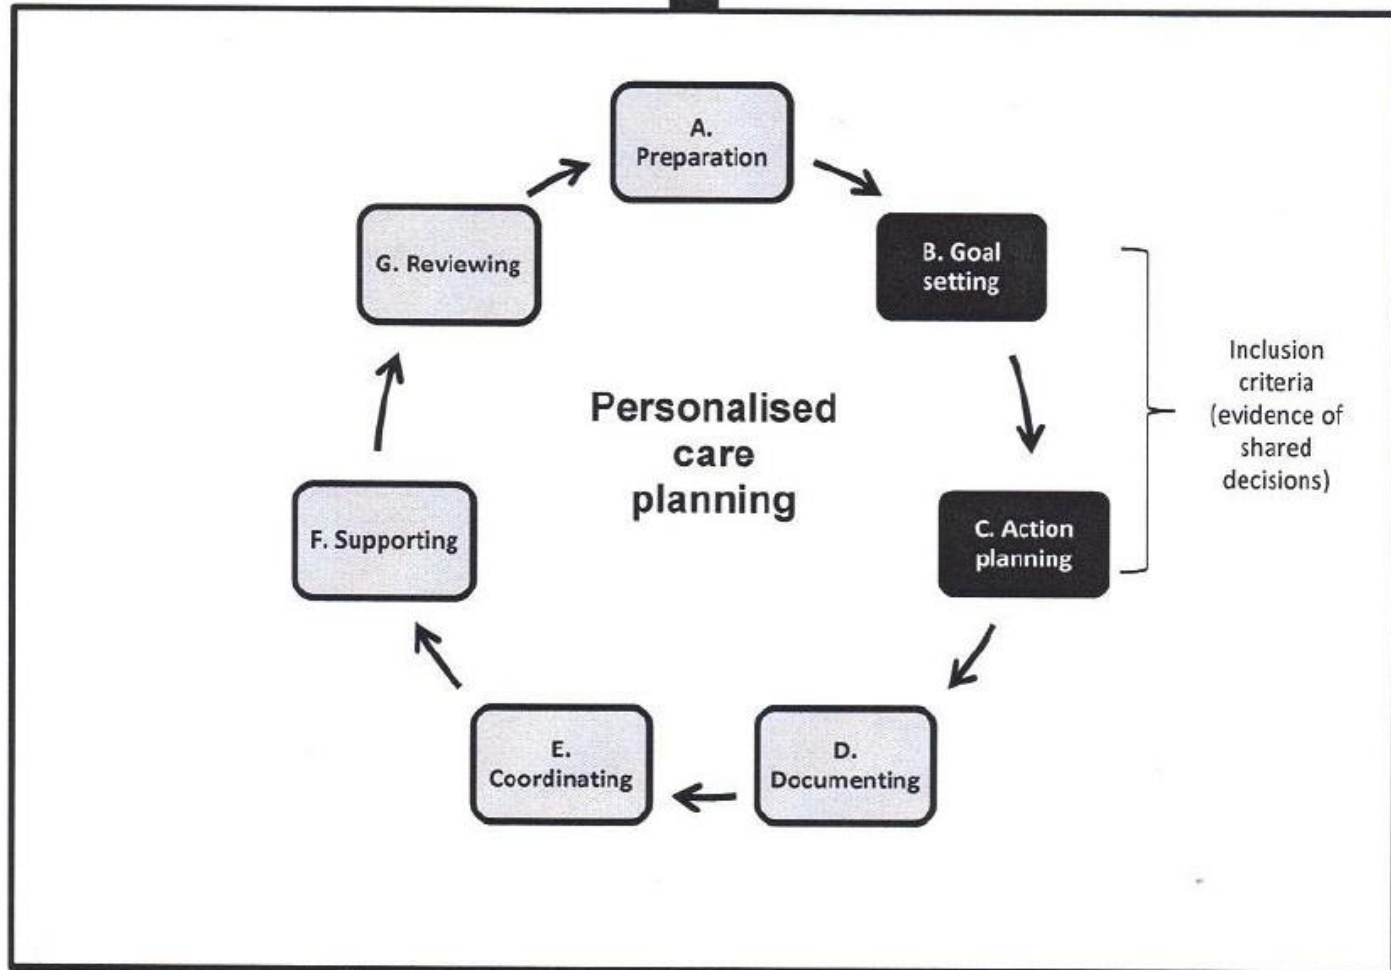 A.
Preparation
B. Goal
setting
C. Action
planning
D.
Documenting
E.
Coordinating
F. Supporting
G. Reviewing
Personalised
care
planning
Inclusion
criteria
(evidence of
shared
decisions)